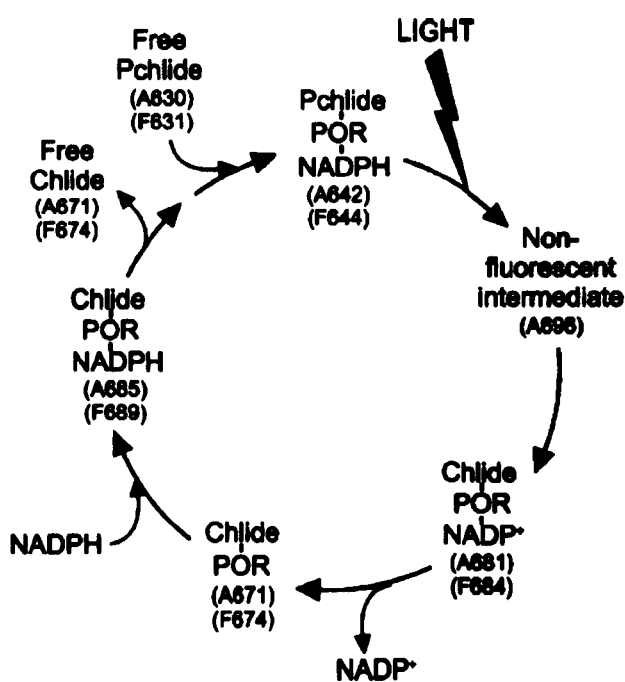 LIGHT
Free
Pchlide
(A630)
(F631)
Pchlide
POR
NADPH
(A642)
(F644)
Free
Chlide
(A671)
(F674)
Non-
fluorescent
intermediate
(A696)
Chlide
POR
NADPH
(A685)
(F689)
Chlide
POR
NADP+
(A681)
(F684)
NADPH
Chlide
POR
(A671)
(F674)
NADP+